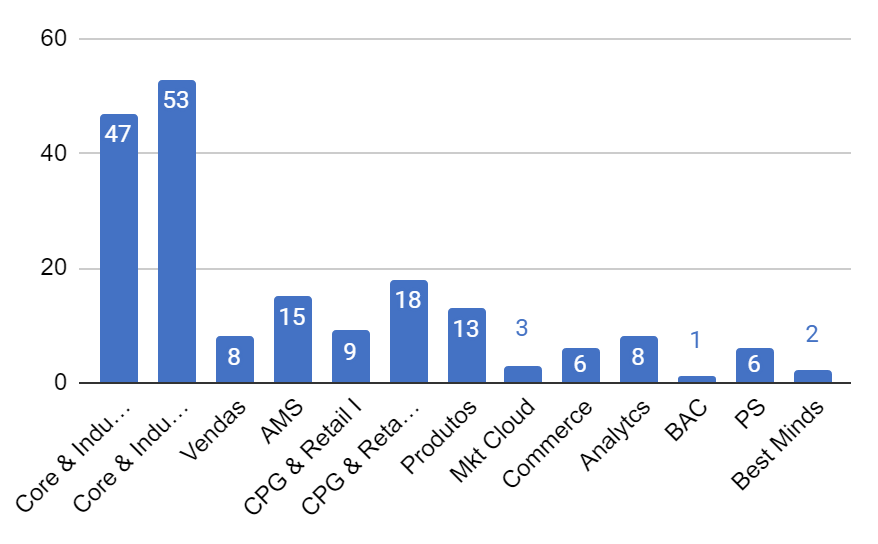 60
40
20
0
47
53
8
15
9
18
13
3
6
8
1
6
2
Core & Indu...
Core & Indu...
Vendas
AMS
CPG & Retail I
CPG & Reta...
Produtos
Mkt Cloud
Commerce
Analytcs
BAC
PS
Best Minds